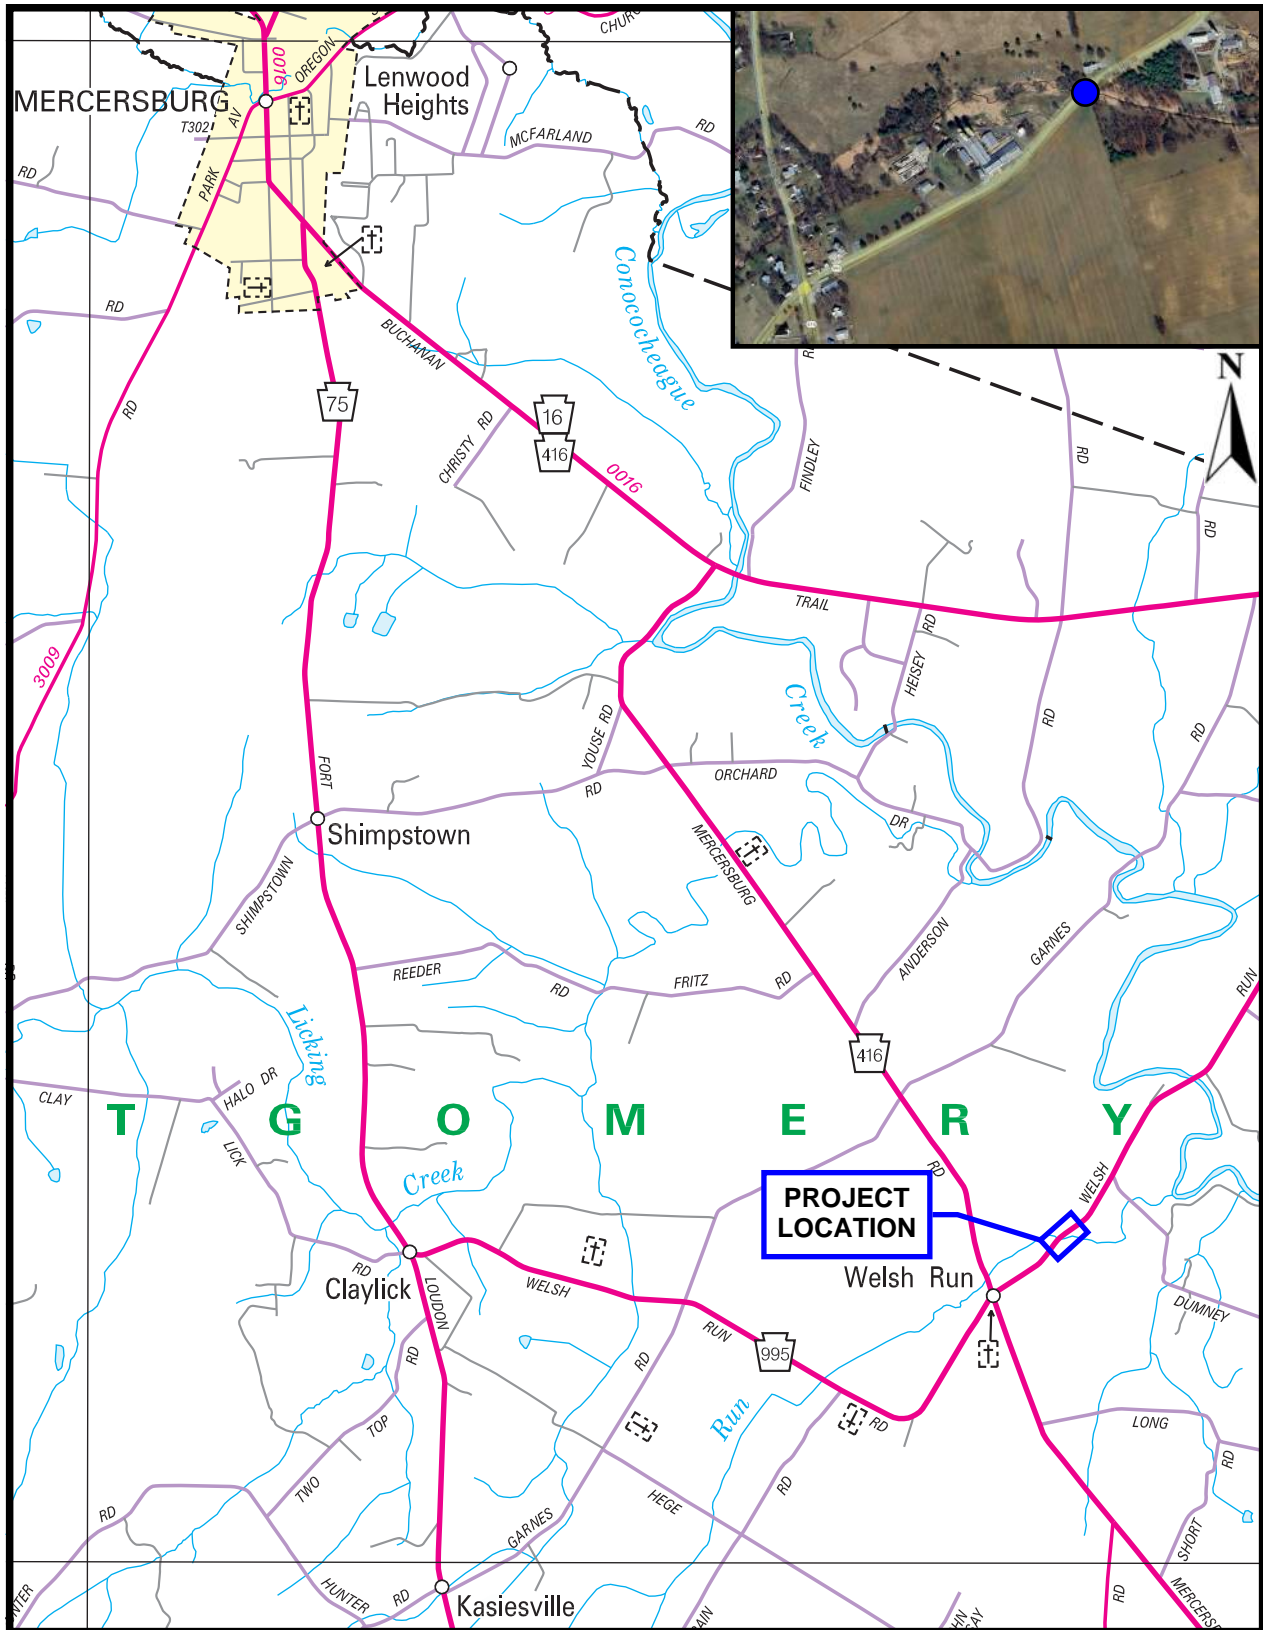 CHURC
0016
OREGON
Lenwood
Heights
MERCERSBURG
AV
T302
MCFARLAND
RD
RD
PARK
RD
Conococheague
BUCHANAN
N
75
16
416
RD
CHRISTY RD
0016
FINDLEY
RD
RD
TRAIL
RD
HEISEY
3009
Creek
YOUSE RD
RD
RD
FORT
ORCHARD
RD
DR
Shimpstown
MERCERSBURG
SHIMPSTOWN
ANDERSON
GARNES
REEDER
RD
FRITZ
RD
RUN
Licking
416
HALO DR
CLAY
T G O M E R Y
LICK
Creek
RD
WELSH
PROJECT
LOCATION
RD
Claylick
LOUDON
WELSH
Welsh Run
DUMNEY
RUN
995
RD
RD
TOP
Run
RD
LONG
RD
TWO
RD
HEGE
RD
GARNES
SHORT
HUNTER
RD
Kasiesville
RD
MERCERS